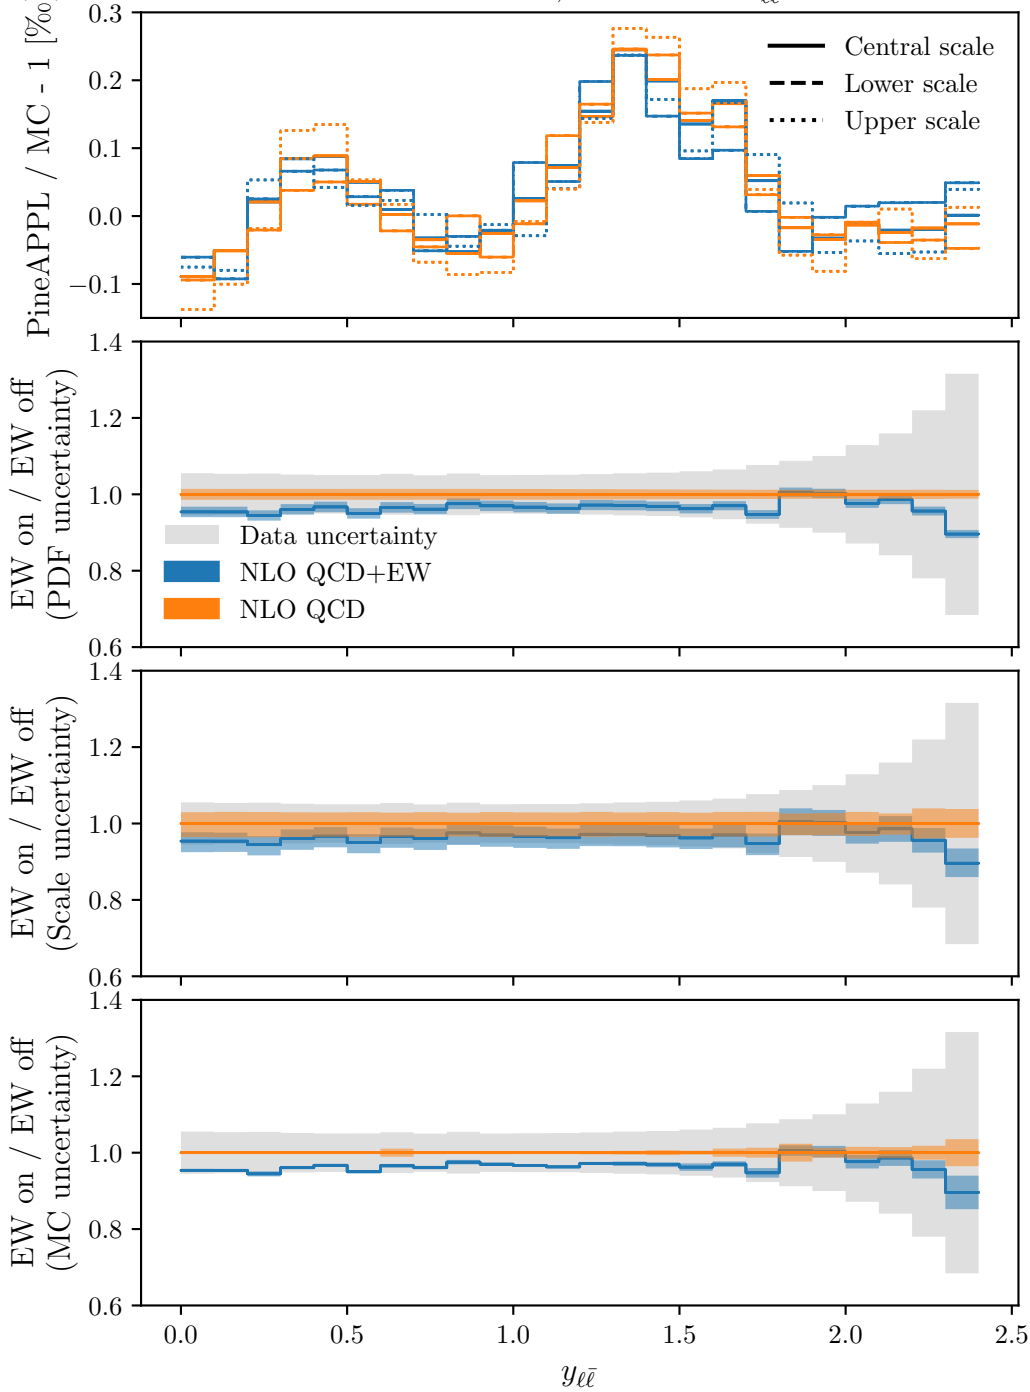 PineAPPL / MC - 1 [‰]
0.3
0.2
0.1
0.0
−0.1
Central scale
Lower scale
Upper scale
EW on / EW off
(PDF uncertainty)
1.4
1.2
1.0
0.8
0.6
Data uncertainty
NLO QCD+EW
NLO QCD
EW on / EW off
(Scale uncertainty)
1.4
1.2
1.0
0.8
0.6
EW on / EW off
(MC uncertainty)
1.4
1.2
1.0
0.8
0.6
0.0 0.5 1.0 1.5 2.0 2.5
yℓℓ̄